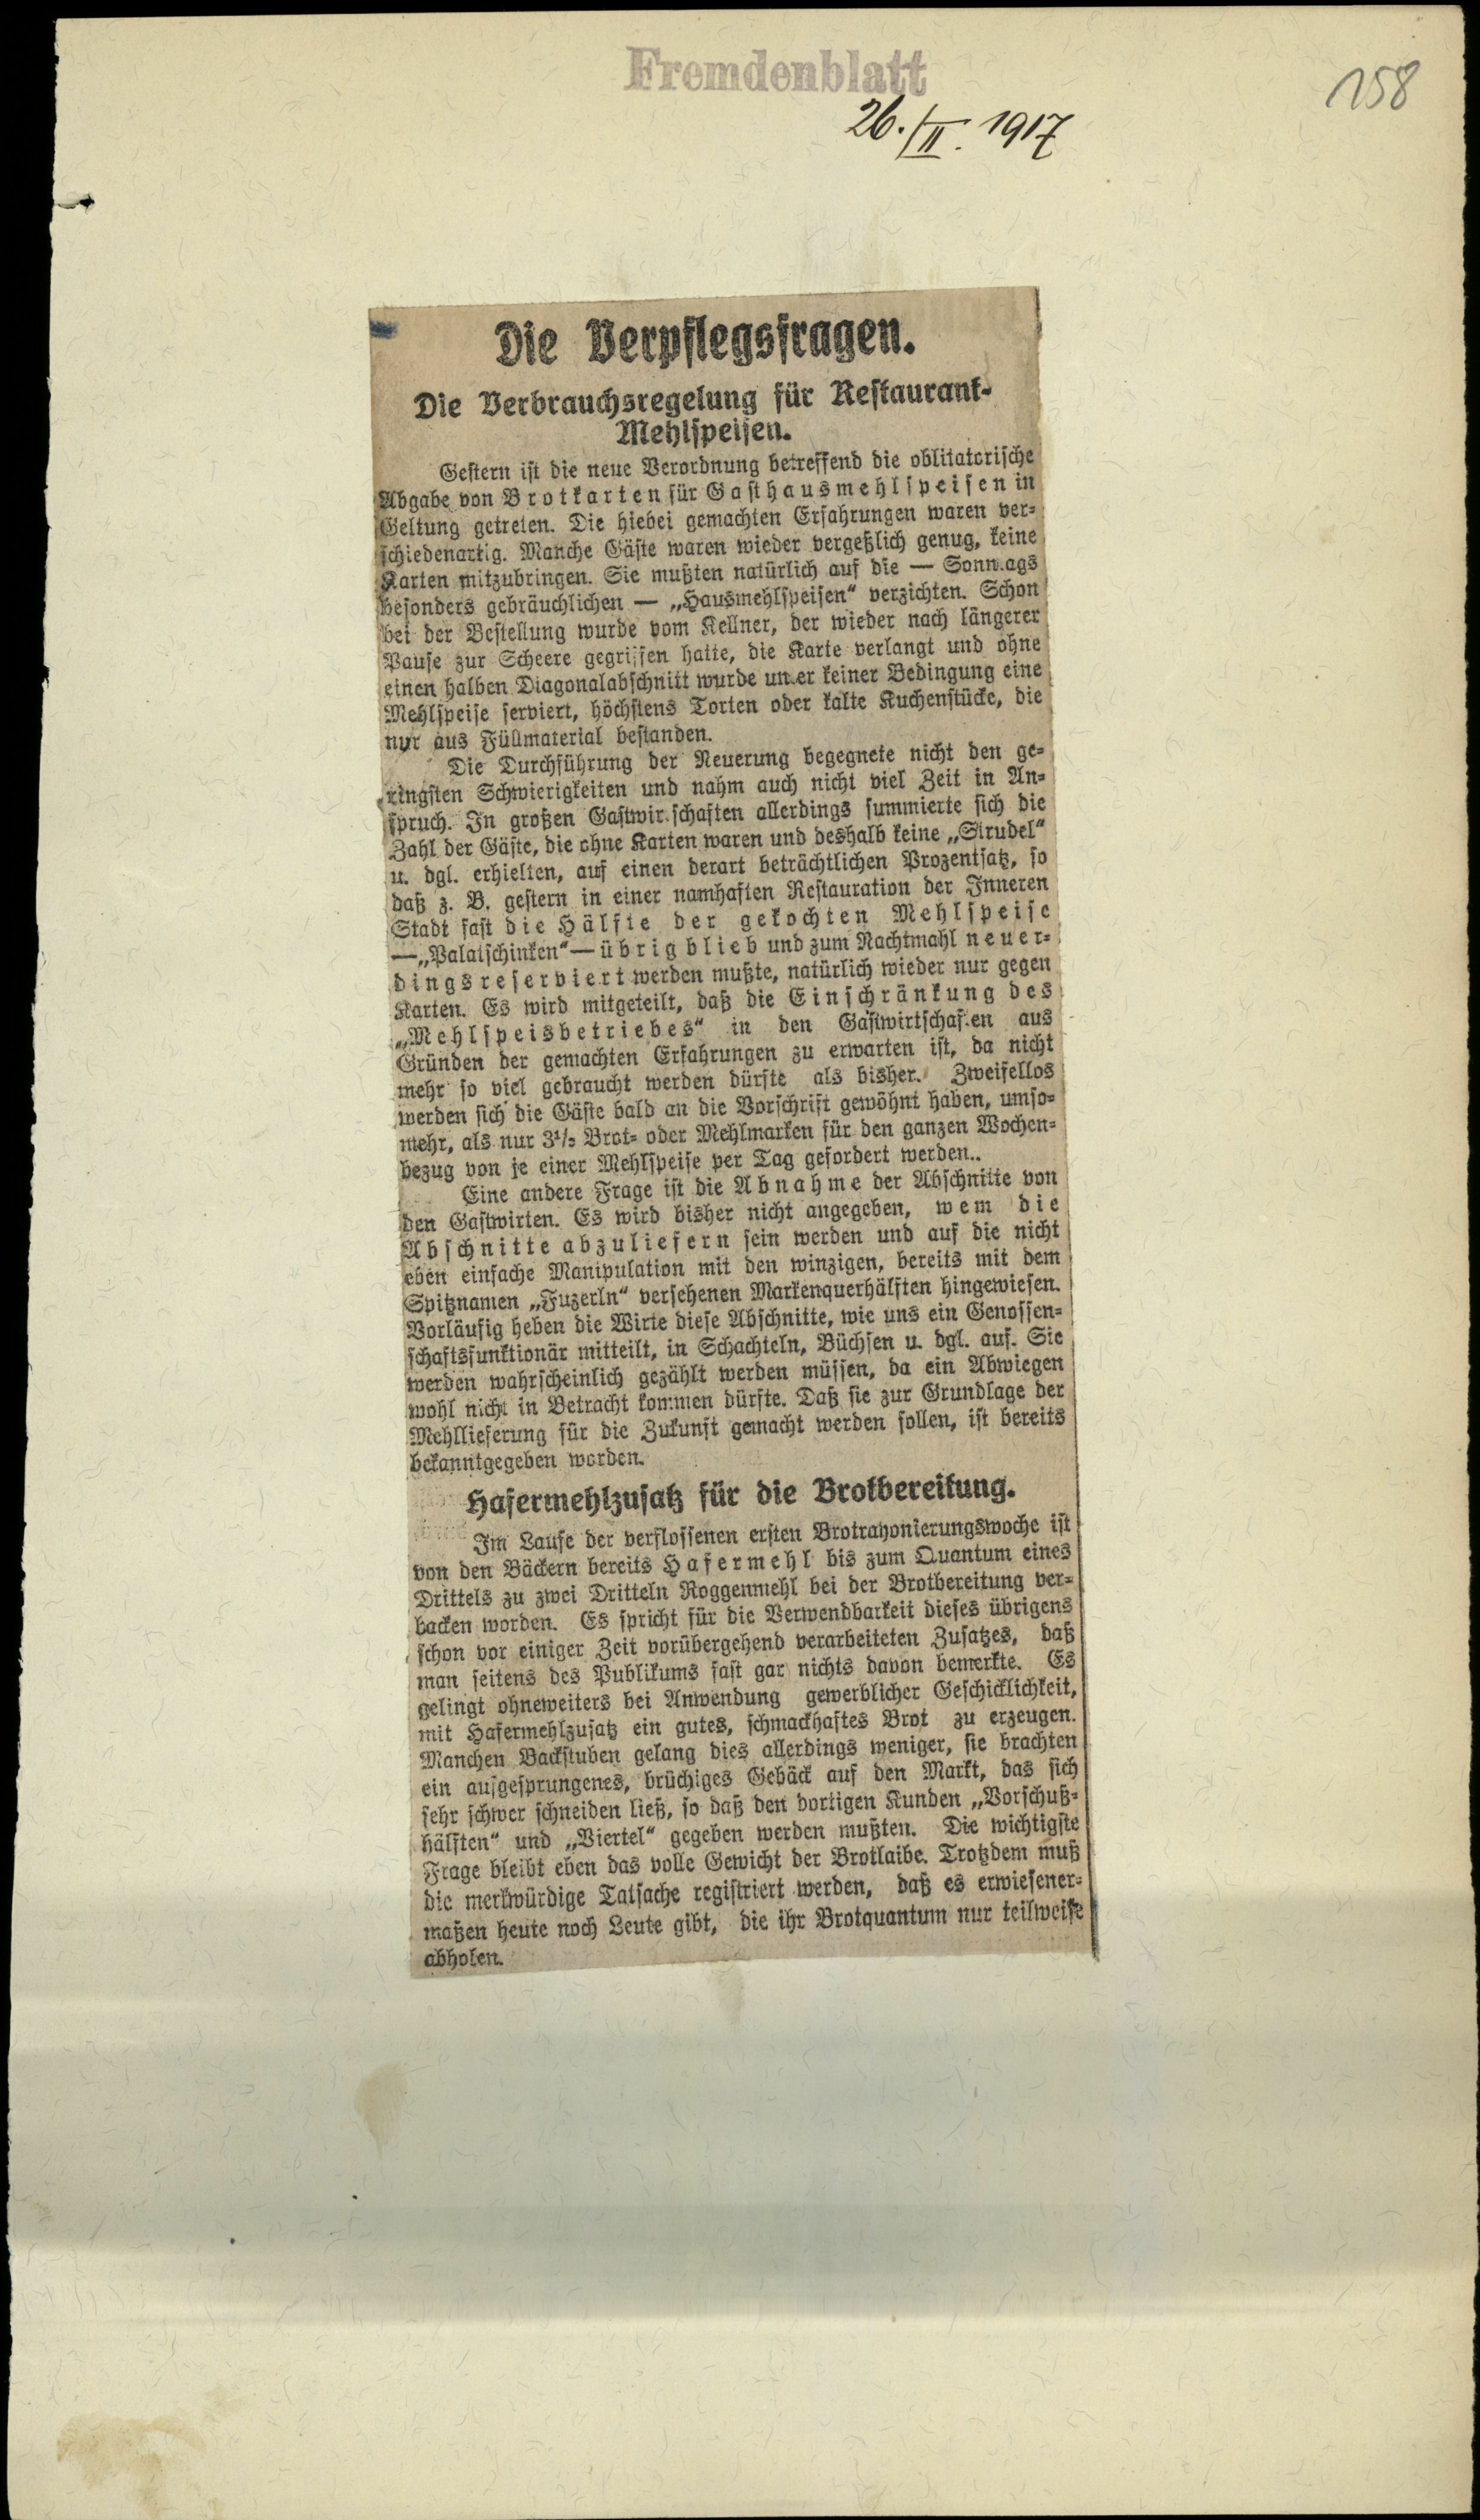 Fremdenblatt
158
26./II. 1917
Die Verpflegsfragen.
Die Verbrauchsregelung für Restaurant-
Mehlspeisen.
Gestern ist die neue Verordnung betreffend die oblitatorische
Abgabe von Brotkarten für Gasthausmehlspeisen in
Geltung getreten. Die hiebei gemachten Erfahrungen waren ver-
schiedenartig. Manche Gäste waren wieder vergeßlich genug, keine
Karten mitzubringen. Sie mußten natürlich auf die — Sonntags
besonders gebräuchlichen — „Hausmehlspeisen“ verzichten. Schon
bei der Bestellung wurde vom Kellner, der wieder nach längerer
Pause zur Scheere gegriffen hatte, die Karte verlangt und ohne
einen halben Diagonalabschnitt wurde unter keiner Bedingung eine
Mehlspeise serviert, höchstens Torten oder kalte Kuchenstücke, die
nur aus Füllmaterial bestanden.
Die Durchführung der Neuerung begegnete nicht den ge-
ringsten Schwierigkeiten und nahm auch nicht viel Zeit in An-
spruch. In großen Gastwirtschaften allerdings summierte sich die
Zahl der Gäste, die ohne Karten waren und deshalb keine „Strudel“
u. dgl. erhielten, auf einen derart beträchtlichen Prozentsatz, so
daß z. B. gestern in einer namhaften Restauration der Inneren
Stadt fast die Hälfte der gekochten Mehlspeise
—„Palatschinken“—übrig blieb und zum Nachtmahl neuer-
dings reserviert werden mußte, natürlich wieder nur gegen
Karten. Es wird mitgeteilt, daß die Einschränkung des
„Mehlspeisbetriebes“ in den Gastwirtschaften aus
Gründen der gemachten Erfahrungen zu erwarten ist, da nicht
mehr so viel gebraucht werden dürfte als bisher. Zweifellos
werden sich die Gäste bald an die Vorschrift gewöhnt haben, umso-
mehr, als nur 3½ Brot- oder Mehlmarken für den ganzen Wochen-
bezug von je einer Mehlspeise per Tag gefordert werden..
Eine andere Frage ist die Abnahme der Abschnitte von
den Gastwirten. Es wird bisher nicht angegeben, wem die
Abschnitte abzuliefern sein werden und auf die nicht
eben einfache Manipulation mit den winzigen, bereits mit dem
Spitznamen „Fuzerln“ versehenen Markenquerhälften hingewiesen.
Vorläufig heben die Wirte diese Abschnitte, wie uns ein Genossen-
schaftsfunktionär mitteilt, in Schachteln, Büchsen u. dgl. auf. Sie
werden wahrscheinlich gezählt werden müssen, da ein Abwiegen
wohl nicht in Betracht kommen dürfte. Daß sie zur Grundlage der
Mehllieferung für die Zukunft gemacht werden sollen, ist bereits
bekanntgegeben worden.
Hafermehlzusatz für die Brotbereitung.
Im Laufe der verflossenen ersten Brotrayonierungswoche ist
von den Bäckern bereits Hafermehl bis zum Quantum eines
Drittels zu zwei Dritteln Roggenmehl bei der Brotbereitung ver-
backen worden. Es spricht für die Verwendbarkeit dieses übrigens
schon vor einiger Zeit vorübergehend verarbeiteten Zusatzes, daß
man seitens des Publikums fast gar nichts davon bemerkte. Es
gelingt ohneweiters bei Anwendung gewerblicher Geschicklichkeit,
mit Hafermehlzusatz ein gutes, schmackhaftes Brot zu erzeugen.
Manchen Backstuben gelang dies allerdings weniger, sie brachten
ein aufgesprungenes, brüchiges Gebäck auf den Markt, das sich
sehr schwer schneiden ließ, so daß den dortigen Kunden „Vorschuß-
hälften“ und „Viertel“ gegeben werden mußten. Die wichtigste
Frage bleibt eben das volle Gewicht der Brotlaibe. Trotzdem muß
die merkwürdige Tatsache registriert werden, daß es erwiesener-
maßen heute noch Leute gibt, die ihr Brotquantum nur teilweise
abholen.